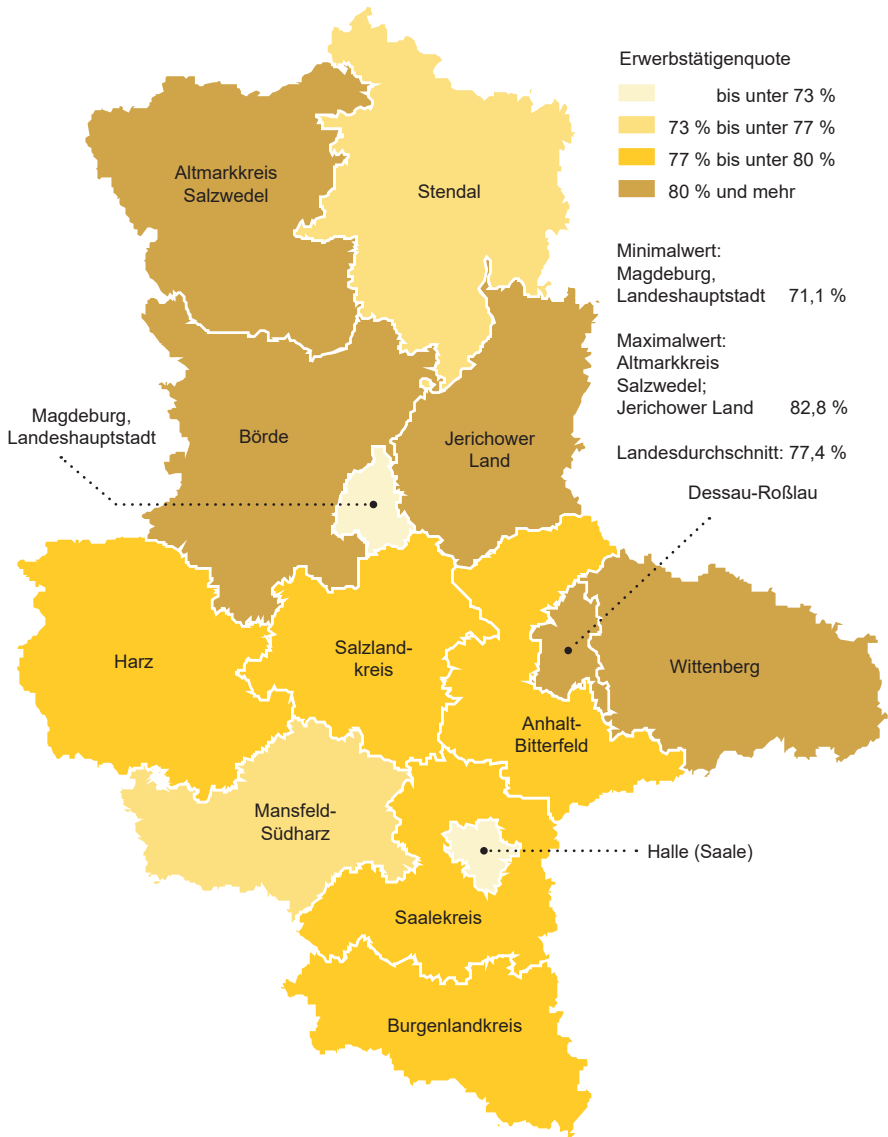 Erwerbstätigenquote
bis unter 73 %
73 % bis unter 77 %
77 % bis unter 80 %
80 % und mehr
Minimalwert:
Magdeburg,
Landeshauptstadt 71,1 %
Maximalwert:
Altmarkkreis
Salzwedel;
Jerichower Land 82,8 %
Landesdurchschnitt: 77,4 %
Altmarkkreis
Salzwedel
Stendal
Magdeburg,
Landeshauptstadt
Börde
Jerichower
Land
Dessau-Roßlau
Harz
Salzland-
kreis
Wittenberg
Anhalt-
Bitterfeld
Mansfeld-
Südharz
Halle (Saale)
Saalekreis
Burgenlandkreis